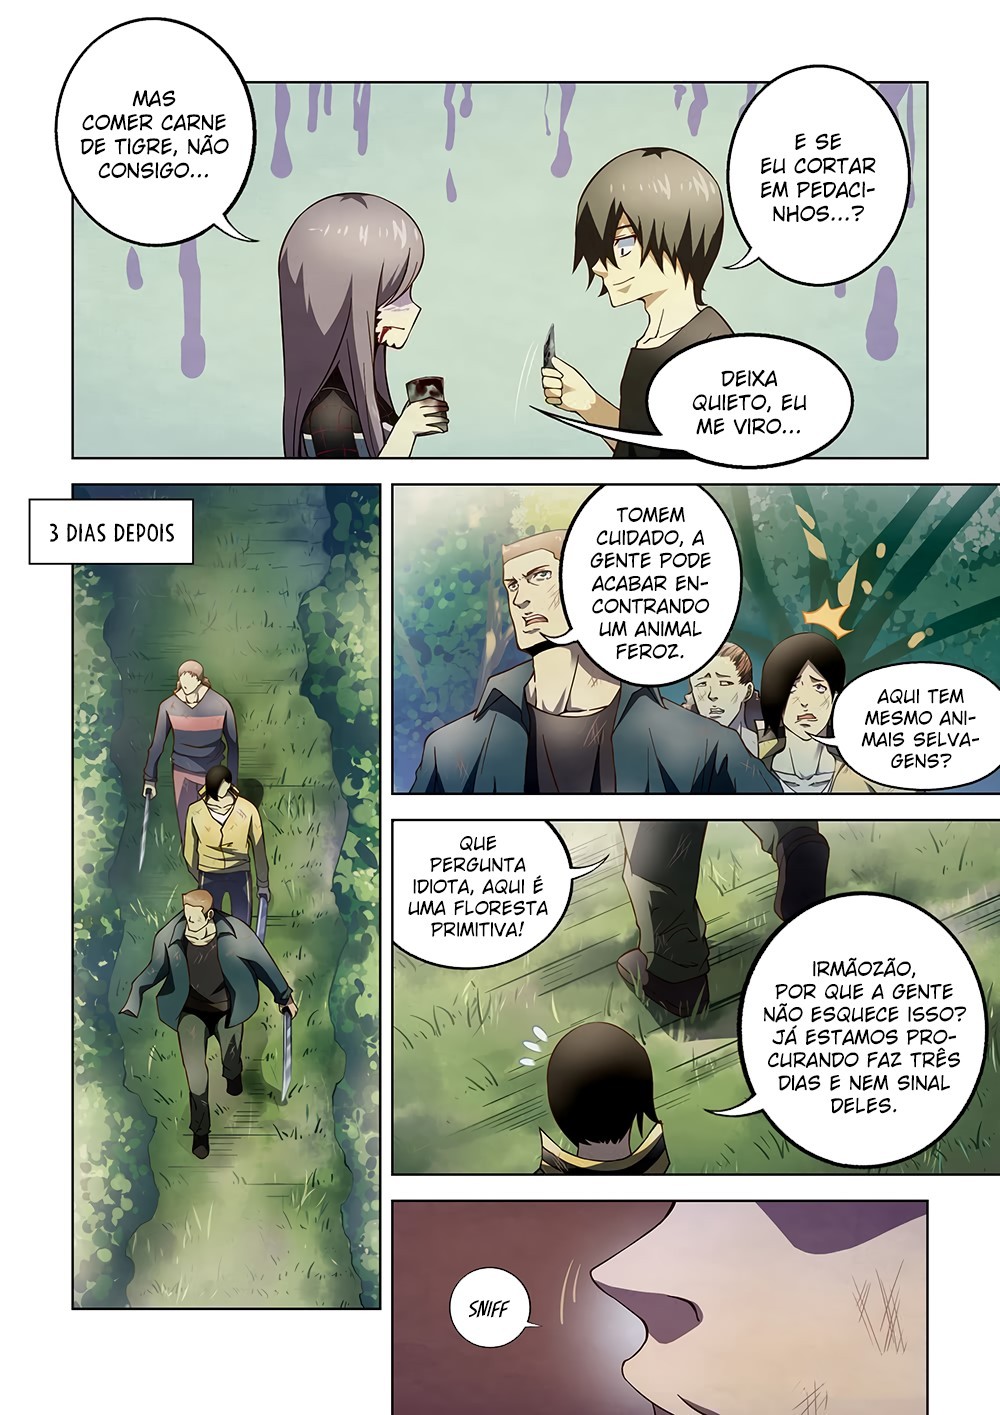 MAS
COMER CARNE
DE TIGRE, NÃO
CONSIGO...
E SE
EU CORTAR
EM PEDACI-
NHOS...?
DEIXA
QUIETO, EU
ME VIRO...
3 DIAS DEPOIS
TOMEM
CUIDADO, A
GENTE PODE
ACABAR EN-
CONTRANDO
UM ANIMAL
FEROZ.
AQUI TEM
MESMO ANI-
MAIS SELVA-
GENS?
QUE
PERGUNTA
IDIOTA, AQUI É
UMA FLORESTA
PRIMITIVA!
IRMÃOZÃO,
POR QUE A GENTE
NÃO ESQUECE ISSO?
JÁ ESTAMOS PRO-
CURANDO FAZ TRÊS
DIAS E NEM SINAL
DELES.
SNIFF